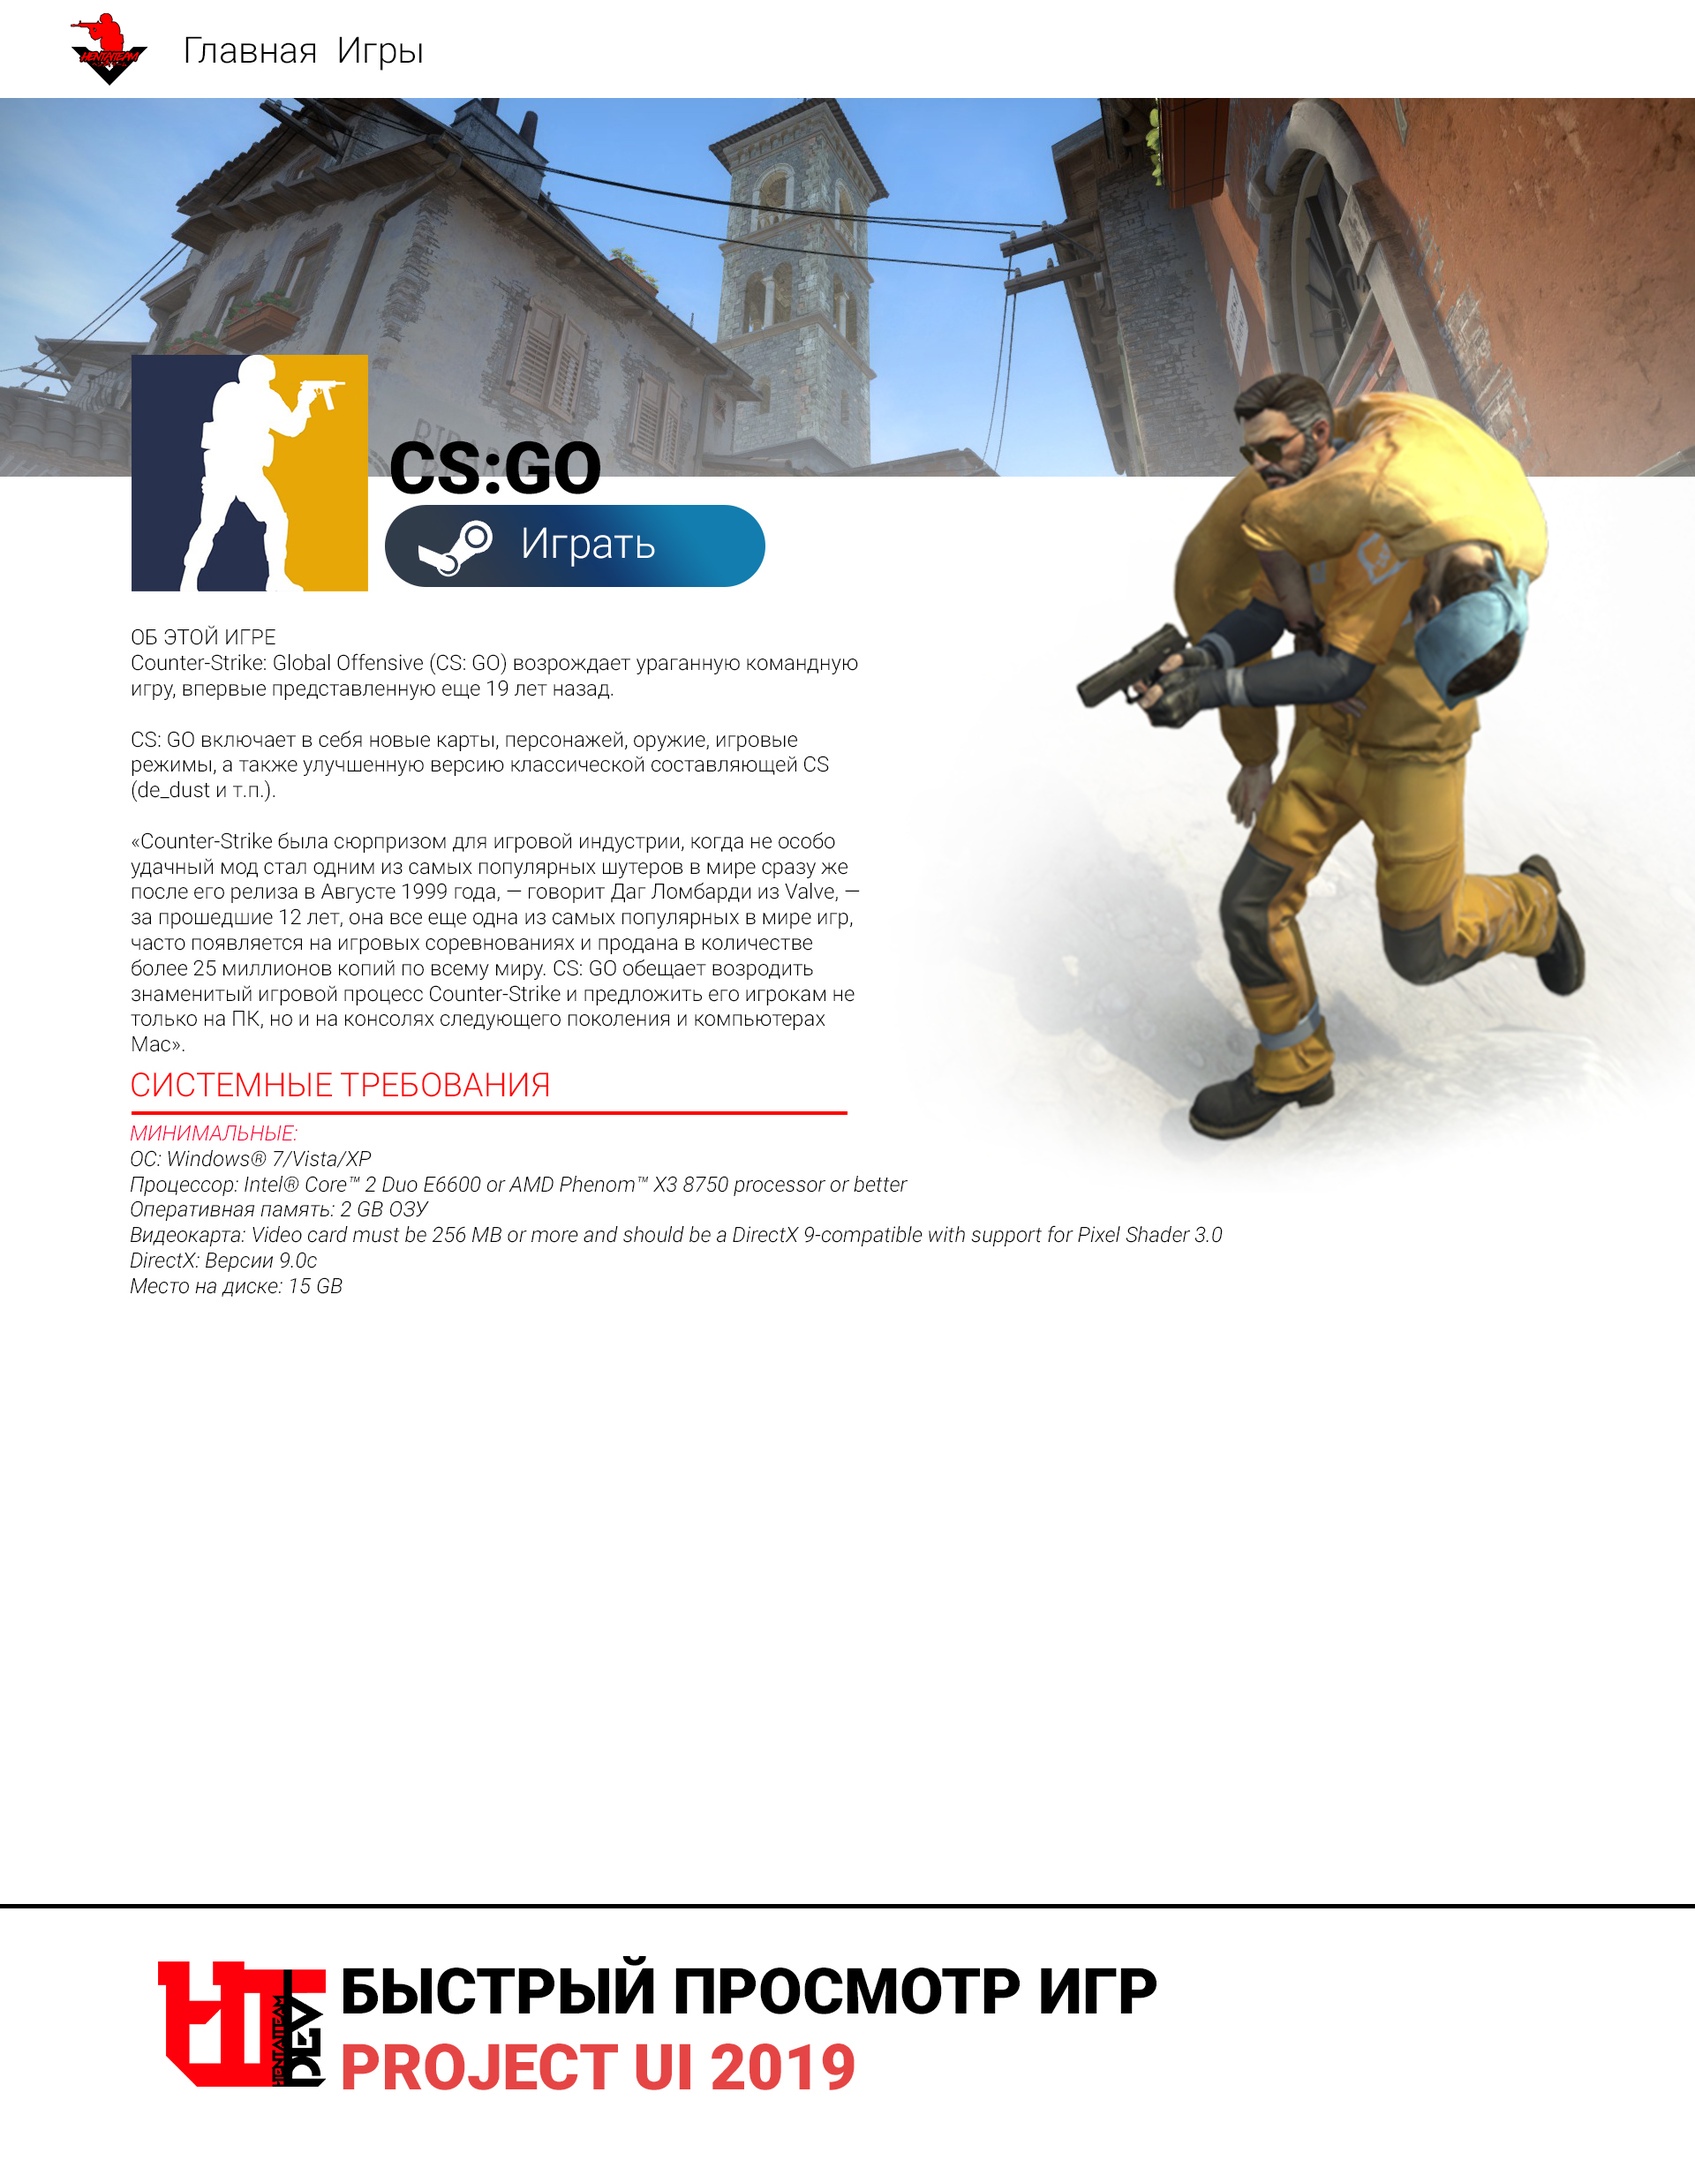 HENTAITEAM
Главная Игры
CS:GO
Играть
ОБ ЭТОЙ ИГРЕ
Counter-Strike: Global Offensive (CS: GO) возрождает ураганную командную
игру, впервые представленную еще 19 лет назад.
CS: GO включает в себя новые карты, персонажей, оружие, игровые
режимы, а также улучшенную версию классической составляющей CS
(de_dust и т.п.).
«Counter-Strike была сюрпризом для игровой индустрии, когда не особо
удачный мод стал одним из самых популярных шутеров в мире сразу же
после его релиза в Августе 1999 года, — говорит Даг Ломбарди из Valve, —
за прошедшие 12 лет, она все еще одна из самых популярных в мире игр,
часто появляется на игровых соревнованиях и продана в количестве
более 25 миллионов копий по всему миру. CS: GO обещает возродить
знаменитый игровой процесс Counter-Strike и предложить его игрокам не
только на ПК, но и на консолях следующего поколения и компьютерах
Mac».
СИСТЕМНЫЕ ТРЕБОВАНИЯ
МИНИМАЛЬНЫЕ:
ОС: Windows® 7/Vista/XP
Процессор: Intel® Core™ 2 Duo E6600 or AMD Phenom™ X3 8750 processor or better
Оперативная память: 2 GB ОЗУ
Видеокарта: Video card must be 256 MB or more and should be a DirectX 9-compatible with support for Pixel Shader 3.0
DirectX: Версии 9.0c
Место на диске: 15 GB
HT
HENTAITEAM
DEV
БЫСТРЫЙ ПРОСМОТР ИГР
PROJECT UI 2019